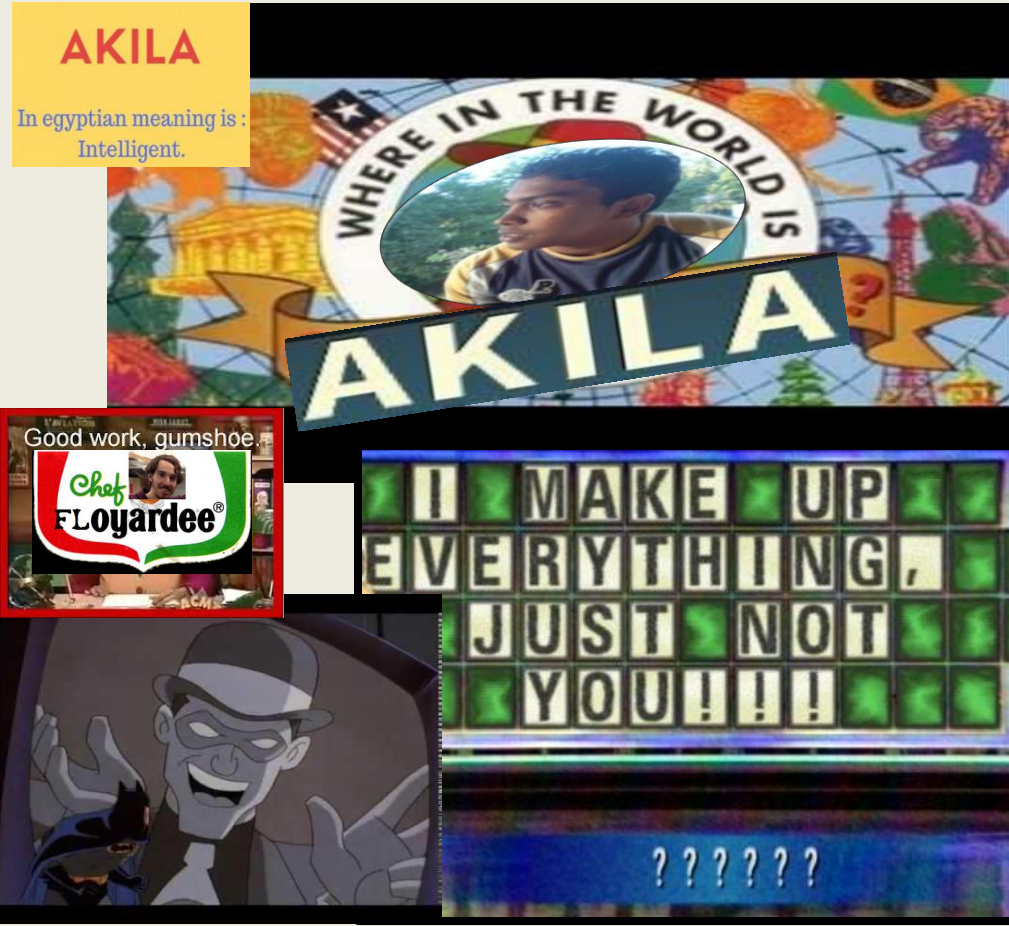 AKILA
In egyptian meaning is :
Intelligent.
WHERE IN THE WORLD IS
AKILA
?
Good work, gumshoe.
Chef
FLoyardee®
ACME
I MAKE UP
EVERYTHING,
JUST NOT
YOU!!!
? ? ? ? ? ?